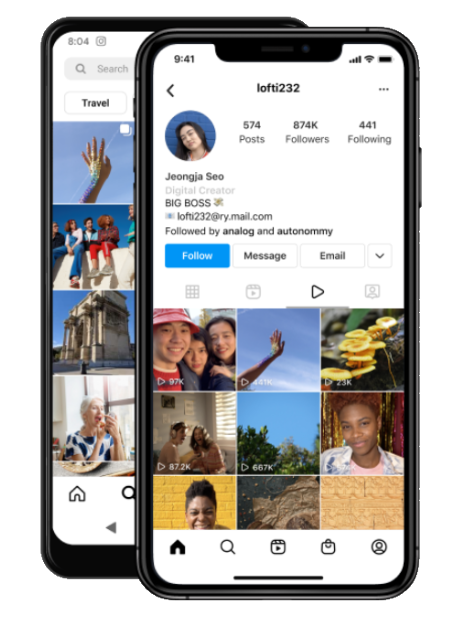 8:04
Search
Travel
9:41
lofti232
574 874K 441
Posts Followers Following
Jeongja Seo
Digital Creator
BIG BOSS
lofti232@ry.mail.com
Followed by analog and autonommy
Follow Message Email
97K 441K 23K
87.2K 667K